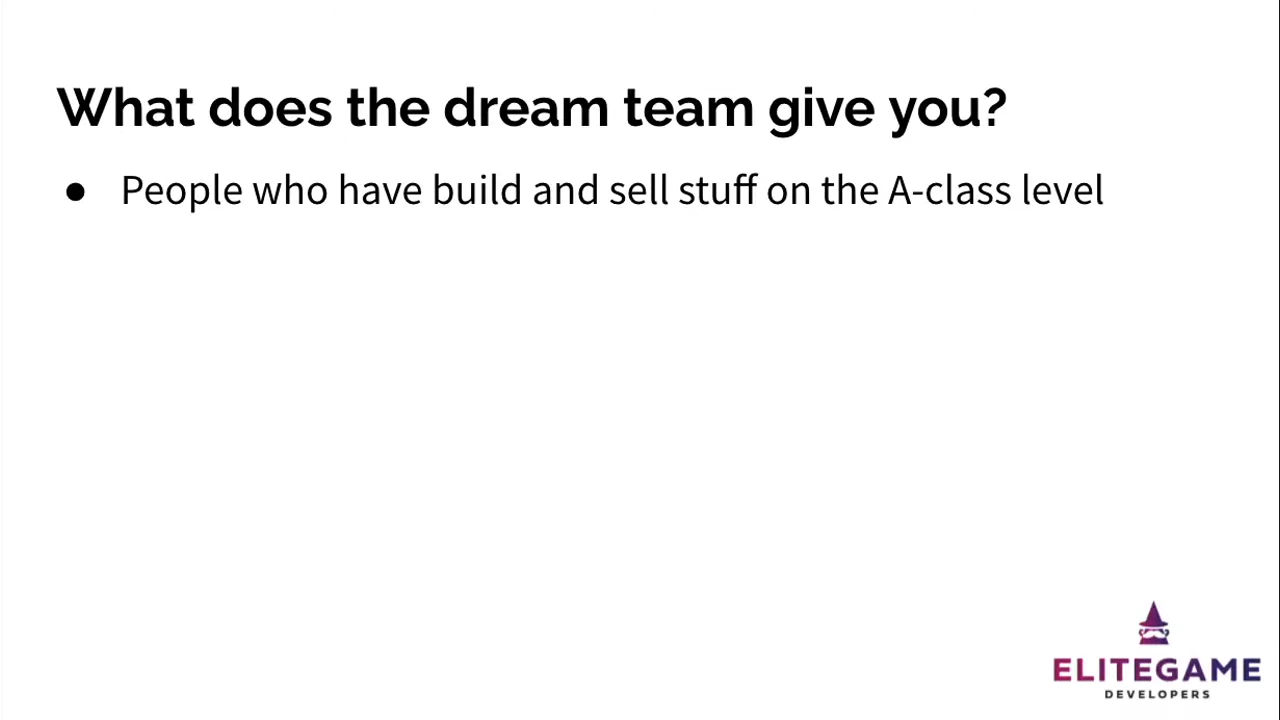 What does the dream team give you?
● People who have build and sell stuff on the A-class level
ELITEGAME
DEVELOPERS